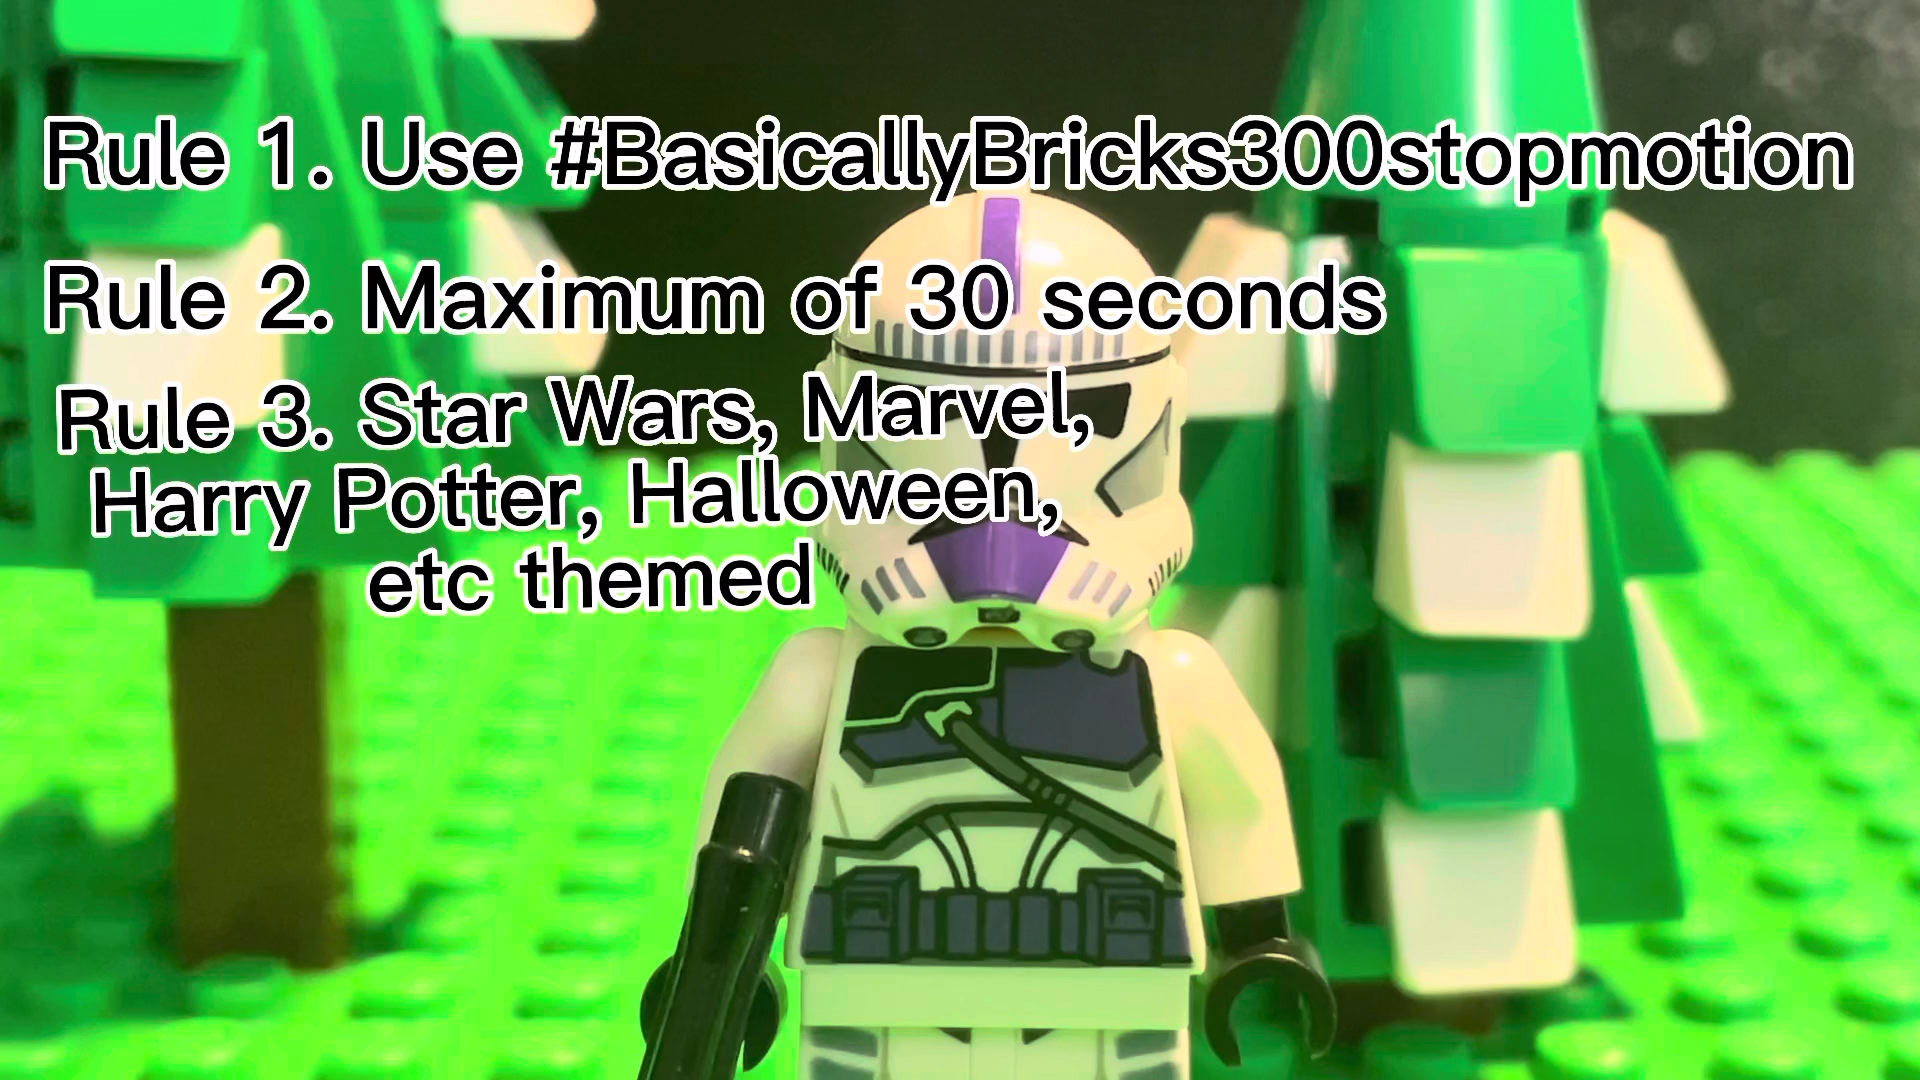 Rule 1. Use #BasicallyBricks300stopmotion
Rule 2. Maximum of 30 seconds
Rule 3. Star Wars, Marvel,
Harry Potter, Halloween,
etc themed